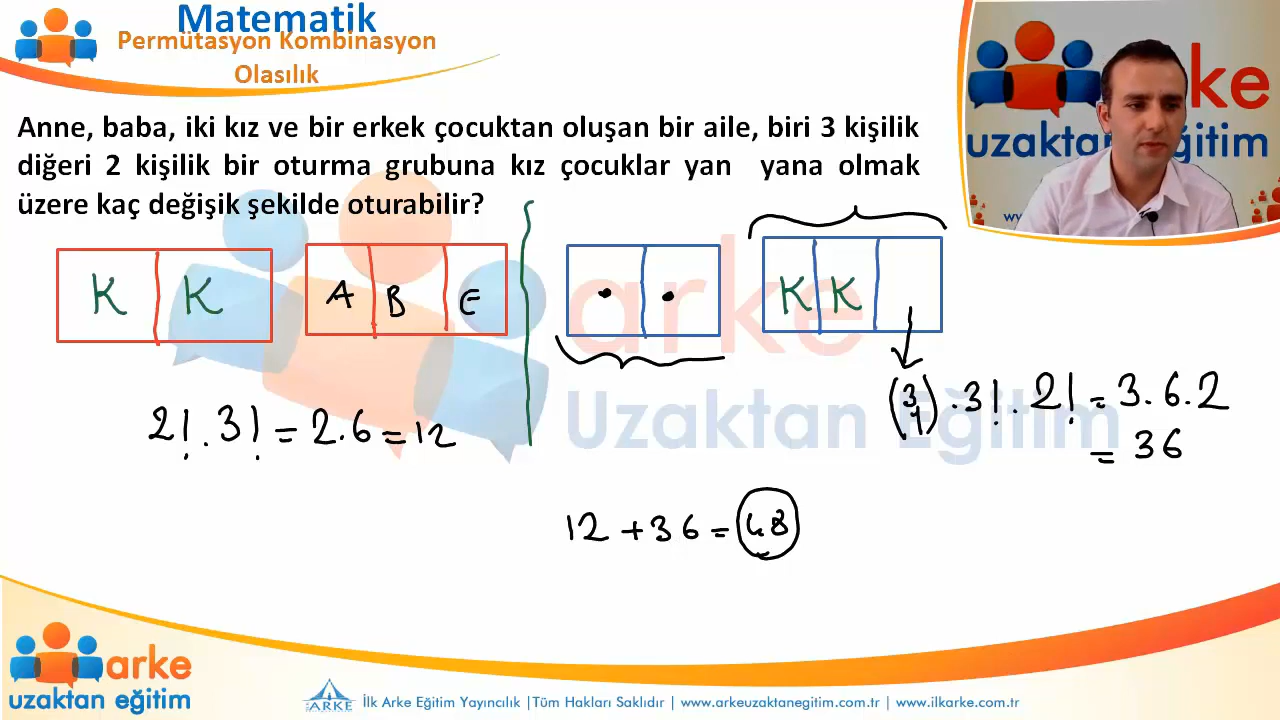 Matematik
Permütasyon Kombinasyon
Olasılık
rke
uzaktan eğitim
www.
Anne, baba, iki kız ve bir erkek çocuktan oluşan bir aile, biri 3 kişilik
diğeri 2 kişilik bir oturma grubuna kız çocuklar yan yana olmak
üzere kaç değişik şekilde oturabilir?
K K A B E
K K
arke
Uzaktan Eğitim
2! . 3! = 2.6 = 12
(3 1) . 3! . 2! = 3.6.2
= 36
12 + 36 = 48
arke
uzaktan eğitim
ARKE
İlk Arke Eğitim Yayıncılık |Tüm Hakları Saklıdır | www.arkeuzaktanegitim.com.tr | www.ilkarke.com.tr